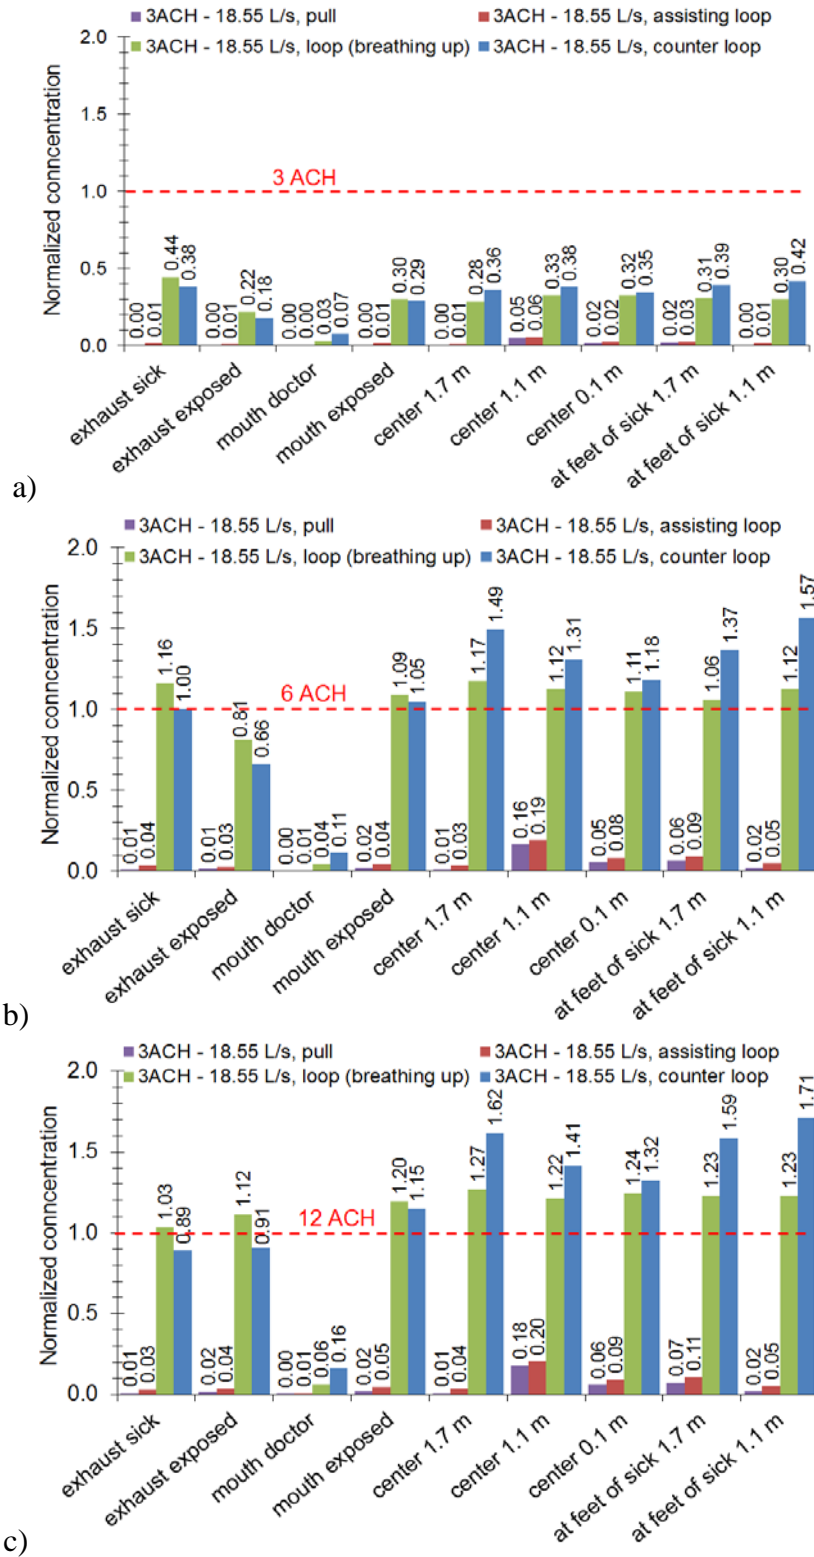 3ACH - 18.55 L/s, pull 3ACH - 18.55 L/s, assisting loop
3ACH - 18.55 L/s, loop (breathing up) 3ACH - 18.55 L/s, counter loop
Normalized conncentration
2.0
1.5
1.0
0.5
0.0
3 ACH
0.00 0.01 0.44 0.38
0.00 0.01 0.22 0.18
0.00 0.00 0.03 0.07
0.00 0.01 0.30 0.29
0.00 0.01 0.28 0.36
0.05 0.06 0.33 0.38
0.02 0.02 0.32 0.35
0.02 0.03 0.31 0.39
0.00 0.01 0.30 0.42
exhaust sick
exhaust exposed
mouth doctor
mouth exposed
center 1.7 m
center 1.1 m
center 0.1 m
at feet of sick 1.7 m
at feet of sick 1.1 m
a)
3ACH - 18.55 L/s, pull 3ACH - 18.55 L/s, assisting loop
3ACH - 18.55 L/s, loop (breathing up) 3ACH - 18.55 L/s, counter loop
Normalized conncentration
2.0
1.5
1.0
0.5
0.0
6 ACH
0.01 0.04 1.16 1.00
0.01 0.03 0.81 0.66
0.00 0.01 0.04 0.11
0.02 0.04 1.09 1.05
0.01 0.03 1.17 1.49
0.16 0.19 1.12 1.31
0.05 0.08 1.11 1.18
0.06 0.09 1.06 1.37
0.02 0.05 1.12 1.57
exhaust sick
exhaust exposed
mouth doctor
mouth exposed
center 1.7 m
center 1.1 m
center 0.1 m
at feet of sick 1.7 m
at feet of sick 1.1 m
b)
3ACH - 18.55 L/s, pull 3ACH - 18.55 L/s, assisting loop
3ACH - 18.55 L/s, loop (breathing up) 3ACH - 18.55 L/s, counter loop
Normalized conncentration
2.0
1.5
1.0
0.5
0.0
12 ACH
0.01 0.03 1.03 0.89
0.02 0.04 1.12 0.91
0.00 0.01 0.06 0.16
0.02 0.05 1.20 1.15
0.01 0.04 1.27 1.62
0.18 0.20 1.22 1.41
0.06 0.09 1.24 1.32
0.07 0.11 1.23 1.59
0.02 0.05 1.23 1.71
exhaust sick
exhaust exposed
mouth doctor
mouth exposed
center 1.7 m
center 1.1 m
center 0.1 m
at feet of sick 1.7 m
at feet of sick 1.1 m
c)